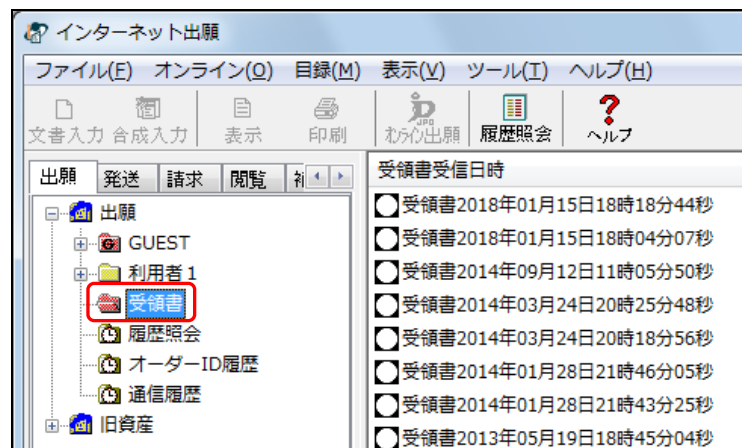 インターネット出願
ファイル(F) オンライン(O) 目録(M) 表示(V) ツール(T) ヘルプ(H)
文書入力 合成入力 表示 印刷 オンライン出願 履歴照会 ヘルプ
JPO
出願 発送 請求 閲覧
出願
GUEST
利用者1
受領書
履歴照会
オーダーID履歴
通信履歴
旧資産
受領書受信日時
受領書2018年01月15日18時18分44秒
受領書2018年01月15日18時04分07秒
受領書2014年09月12日11時05分50秒
受領書2014年03月24日20時25分48秒
受領書2014年03月24日20時18分56秒
受領書2014年01月28日21時46分05秒
受領書2014年01月28日21時43分25秒
受領書2013年05月19日18時45分04秒